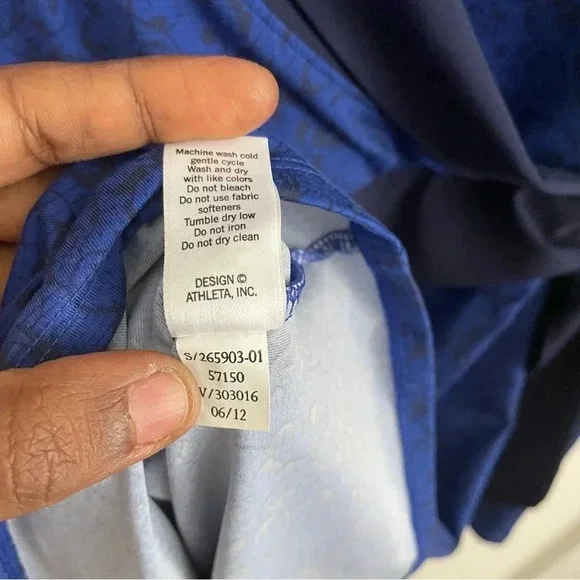 Machine wash cold
gentle cycle
Wash and dry
with like colors
Do not bleach
Do not use fabric
softeners
Tumble dry low
Do not iron
Do not dry clean
DESIGN ©
ATHLETA, INC.
S/265903-01
57150
V/303016
06/12